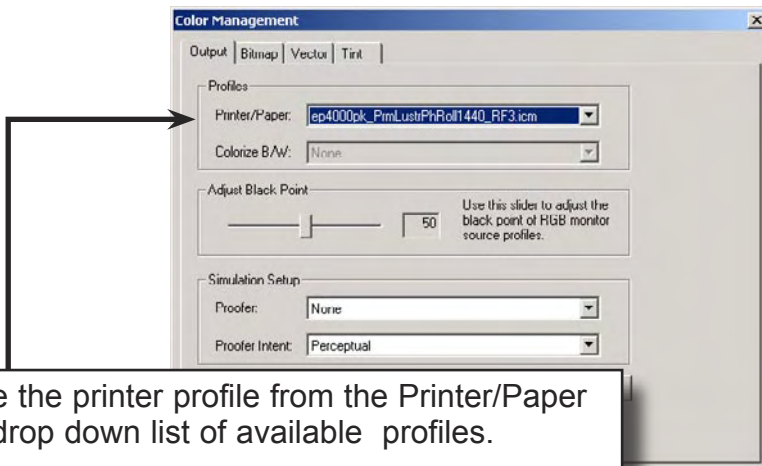 Color Management
Output Bitmap Vector Tint
Profiles
Printer/Paper: ep4000pk_PrmLustrPhRoll1440_RF3.icm
Colorize B/W: None
Adjust Black Point
50
Use this slider to adjust the
black point of RGB monitor
source profiles.
Simulation Setup
Proofer: None
Proofer Intent: Perceptual
the printer profile from the Printer/Paper
drop down list of available profiles.